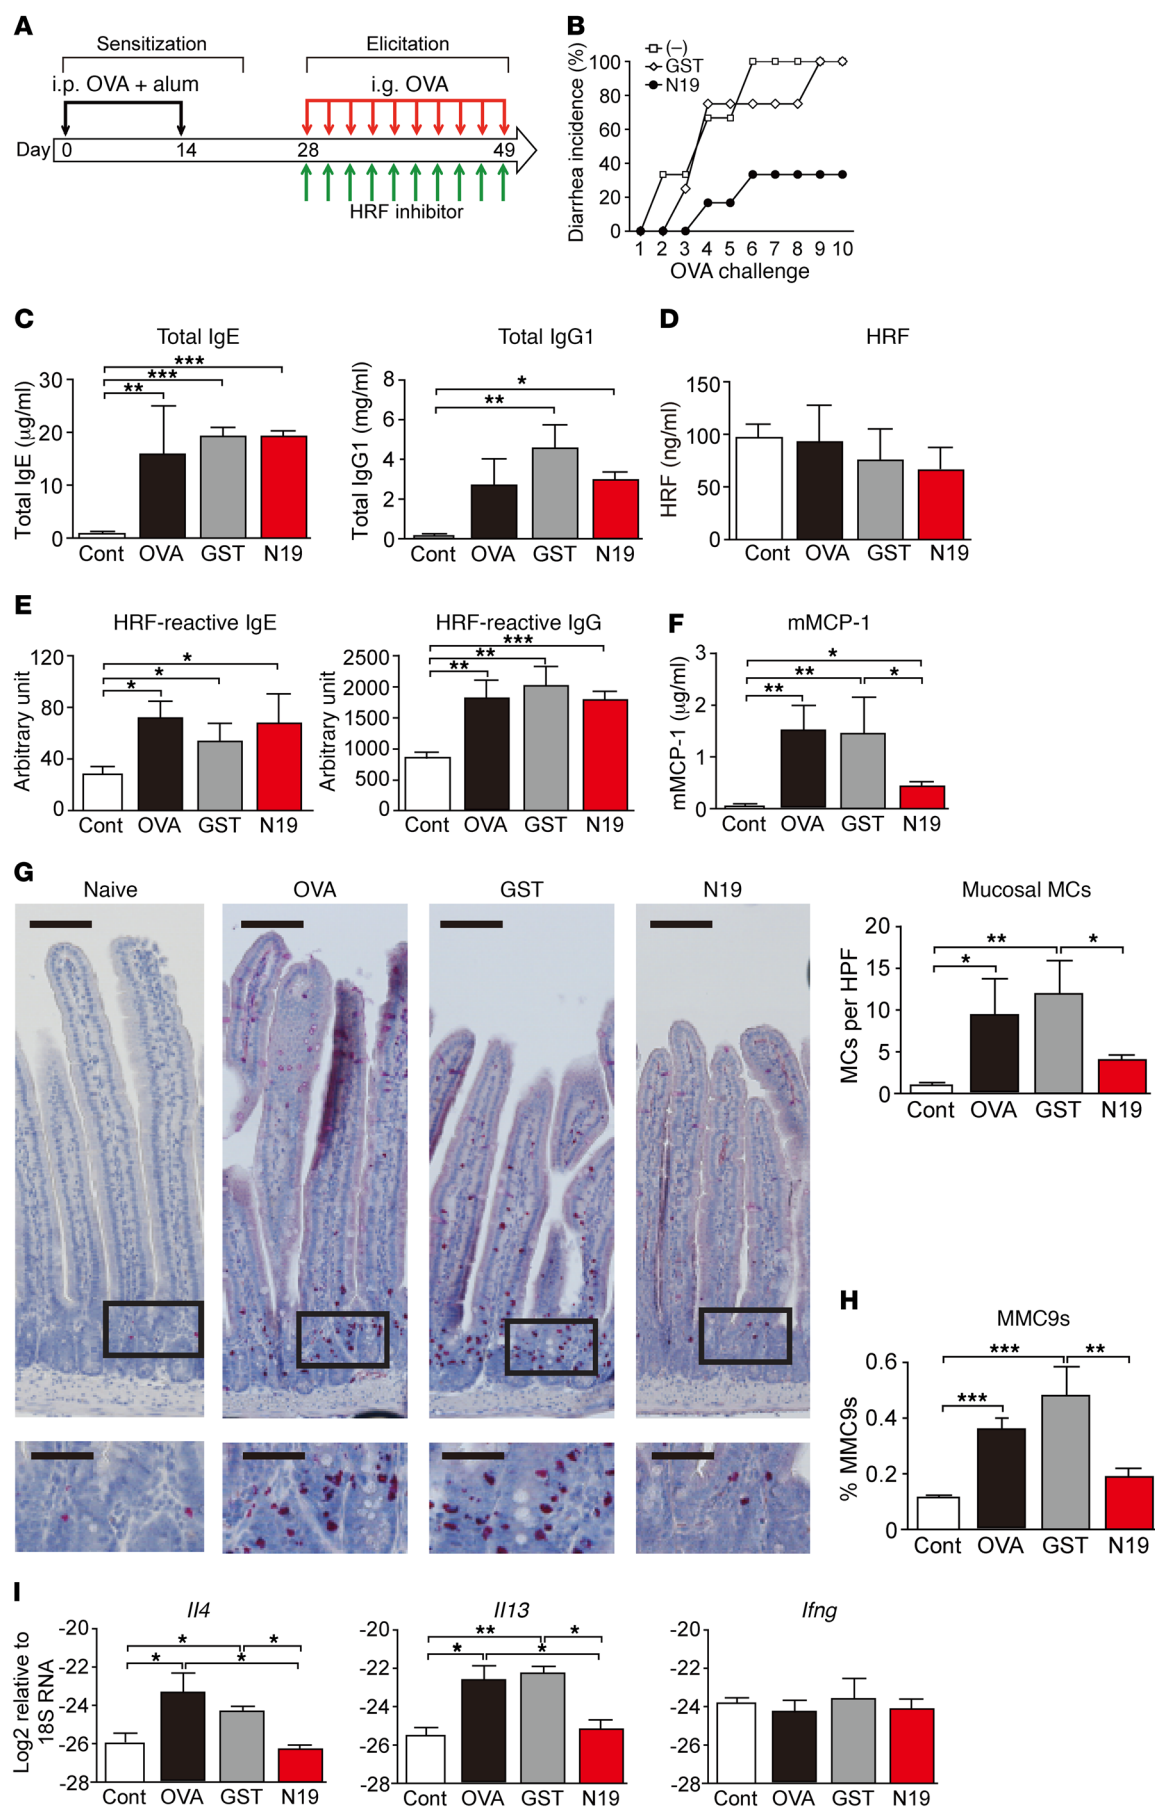 A
Sensitization
Elicitation
i.p. OVA + alum
i.g. OVA
Day 0 14 28 49
HRF inhibitor
B
(–)
GST
N19
Diarrhea incidence (%)
100
80
60
40
20
0
1 2 3 4 5 6 7 8 9 10
OVA challenge
C
Total IgE
*** 
***
**
Total IgE (µg/ml)
30
20
10
0
Cont OVA GST N19
Total IgG1
*
**
Total IgG1 (mg/ml)
8
6
4
2
0
Cont OVA GST N19
D
HRF
HRF (ng/ml)
150
100
50
0
Cont OVA GST N19
E
HRF-reactive IgE
*
*
*
Arbitrary unit
120
80
40
0
Cont OVA GST N19
HRF-reactive IgG
***
**
**
Arbitrary unit
2500
2000
1500
1000
500
0
Cont OVA GST N19
F
mMCP-1
*
** *
**
mMCP-1 (µg/ml)
3
2
1
0
Cont OVA GST N19
G
Naive OVA GST N19
Mucosal MCs
** *
*
MCs per HPF
20
15
10
5
0
Cont OVA GST N19
H
MMC9s
*** **
***
% MMC9s
0.6
0.4
0.2
0
Cont OVA GST N19
I
Il4
* *
* *
Log2 relative to
18S RNA
-20
-22
-24
-26
-28
Cont OVA GST N19
Il13
** *
* *
-20
-22
-24
-26
-28
Cont OVA GST N19
Ifng
-20
-22
-24
-26
-28
Cont OVA GST N19